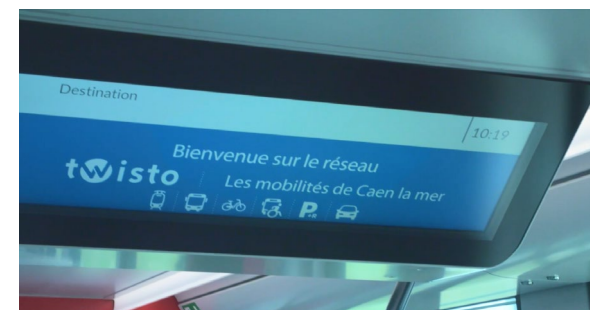 Destination
10:19
Bienvenue sur le réseau
twisto
Les mobilités de Caen la mer
P+R